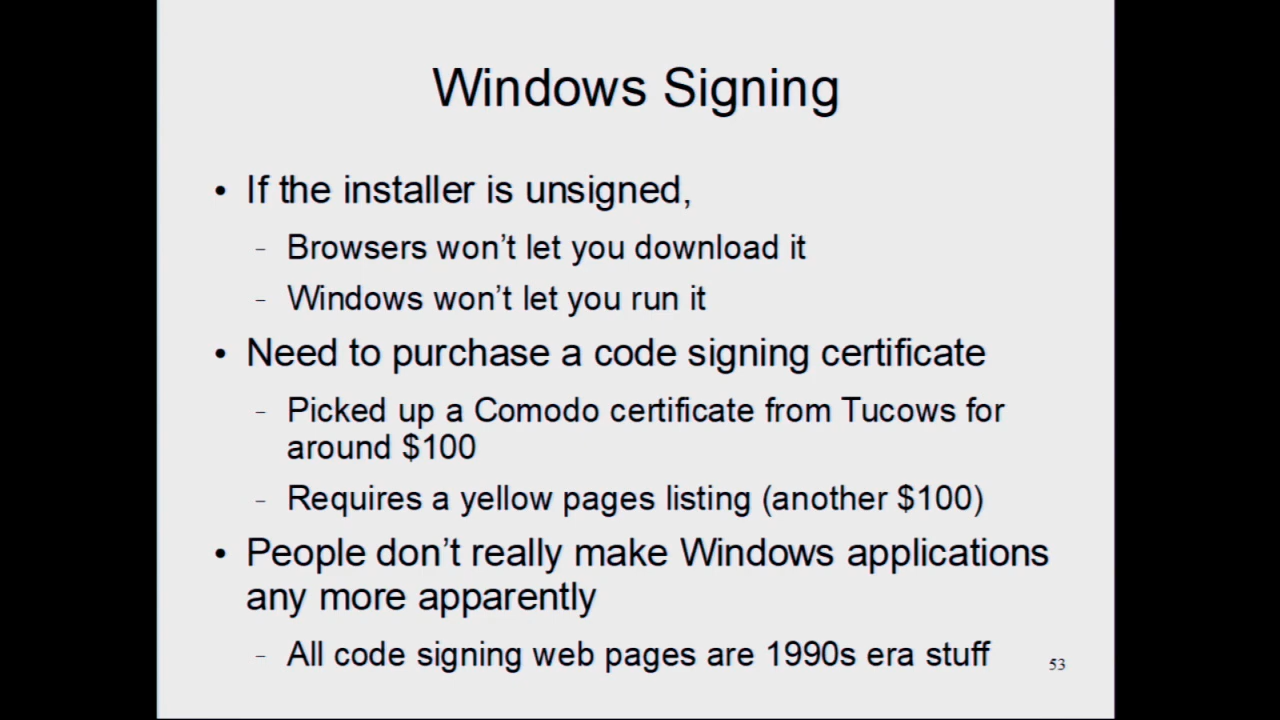 Windows Signing
• If the installer is unsigned,
– Browsers won't let you download it
– Windows won't let you run it
• Need to purchase a code signing certificate
– Picked up a Comodo certificate from Tucows for
around $100
– Requires a yellow pages listing (another $100)
• People don't really make Windows applications
any more apparently
– All code signing web pages are 1990s era stuff
53